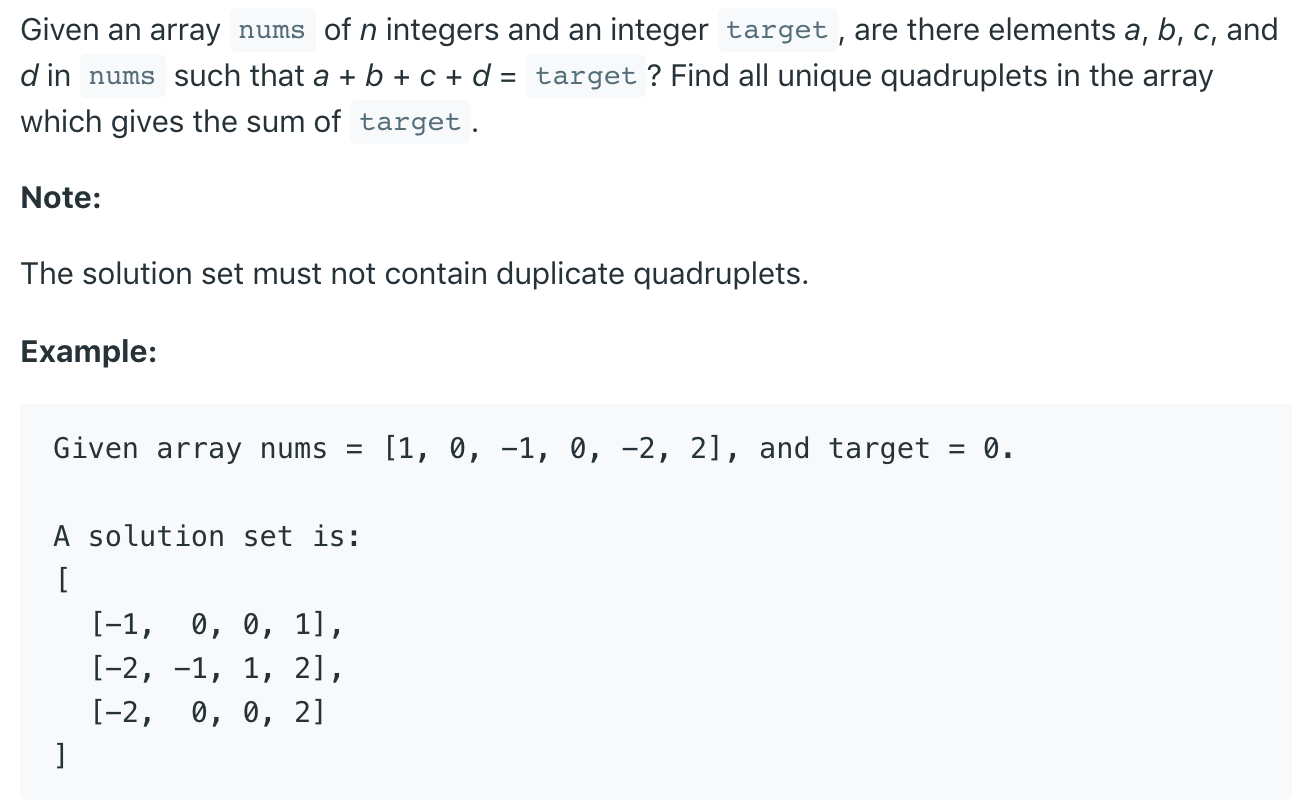 Given an array nums of n integers and an integer target , are there elements a, b, c, and
d in nums such that a + b + c + d = target ? Find all unique quadruplets in the array
which gives the sum of target .
Note:
The solution set must not contain duplicate quadruplets.
Example:
Given array nums = [1, 0, −1, 0, −2, 2], and target = 0.
A solution set is:
[
  [−1,  0, 0, 1],
  [−2, −1, 1, 2],
  [−2,  0, 0, 2]
]